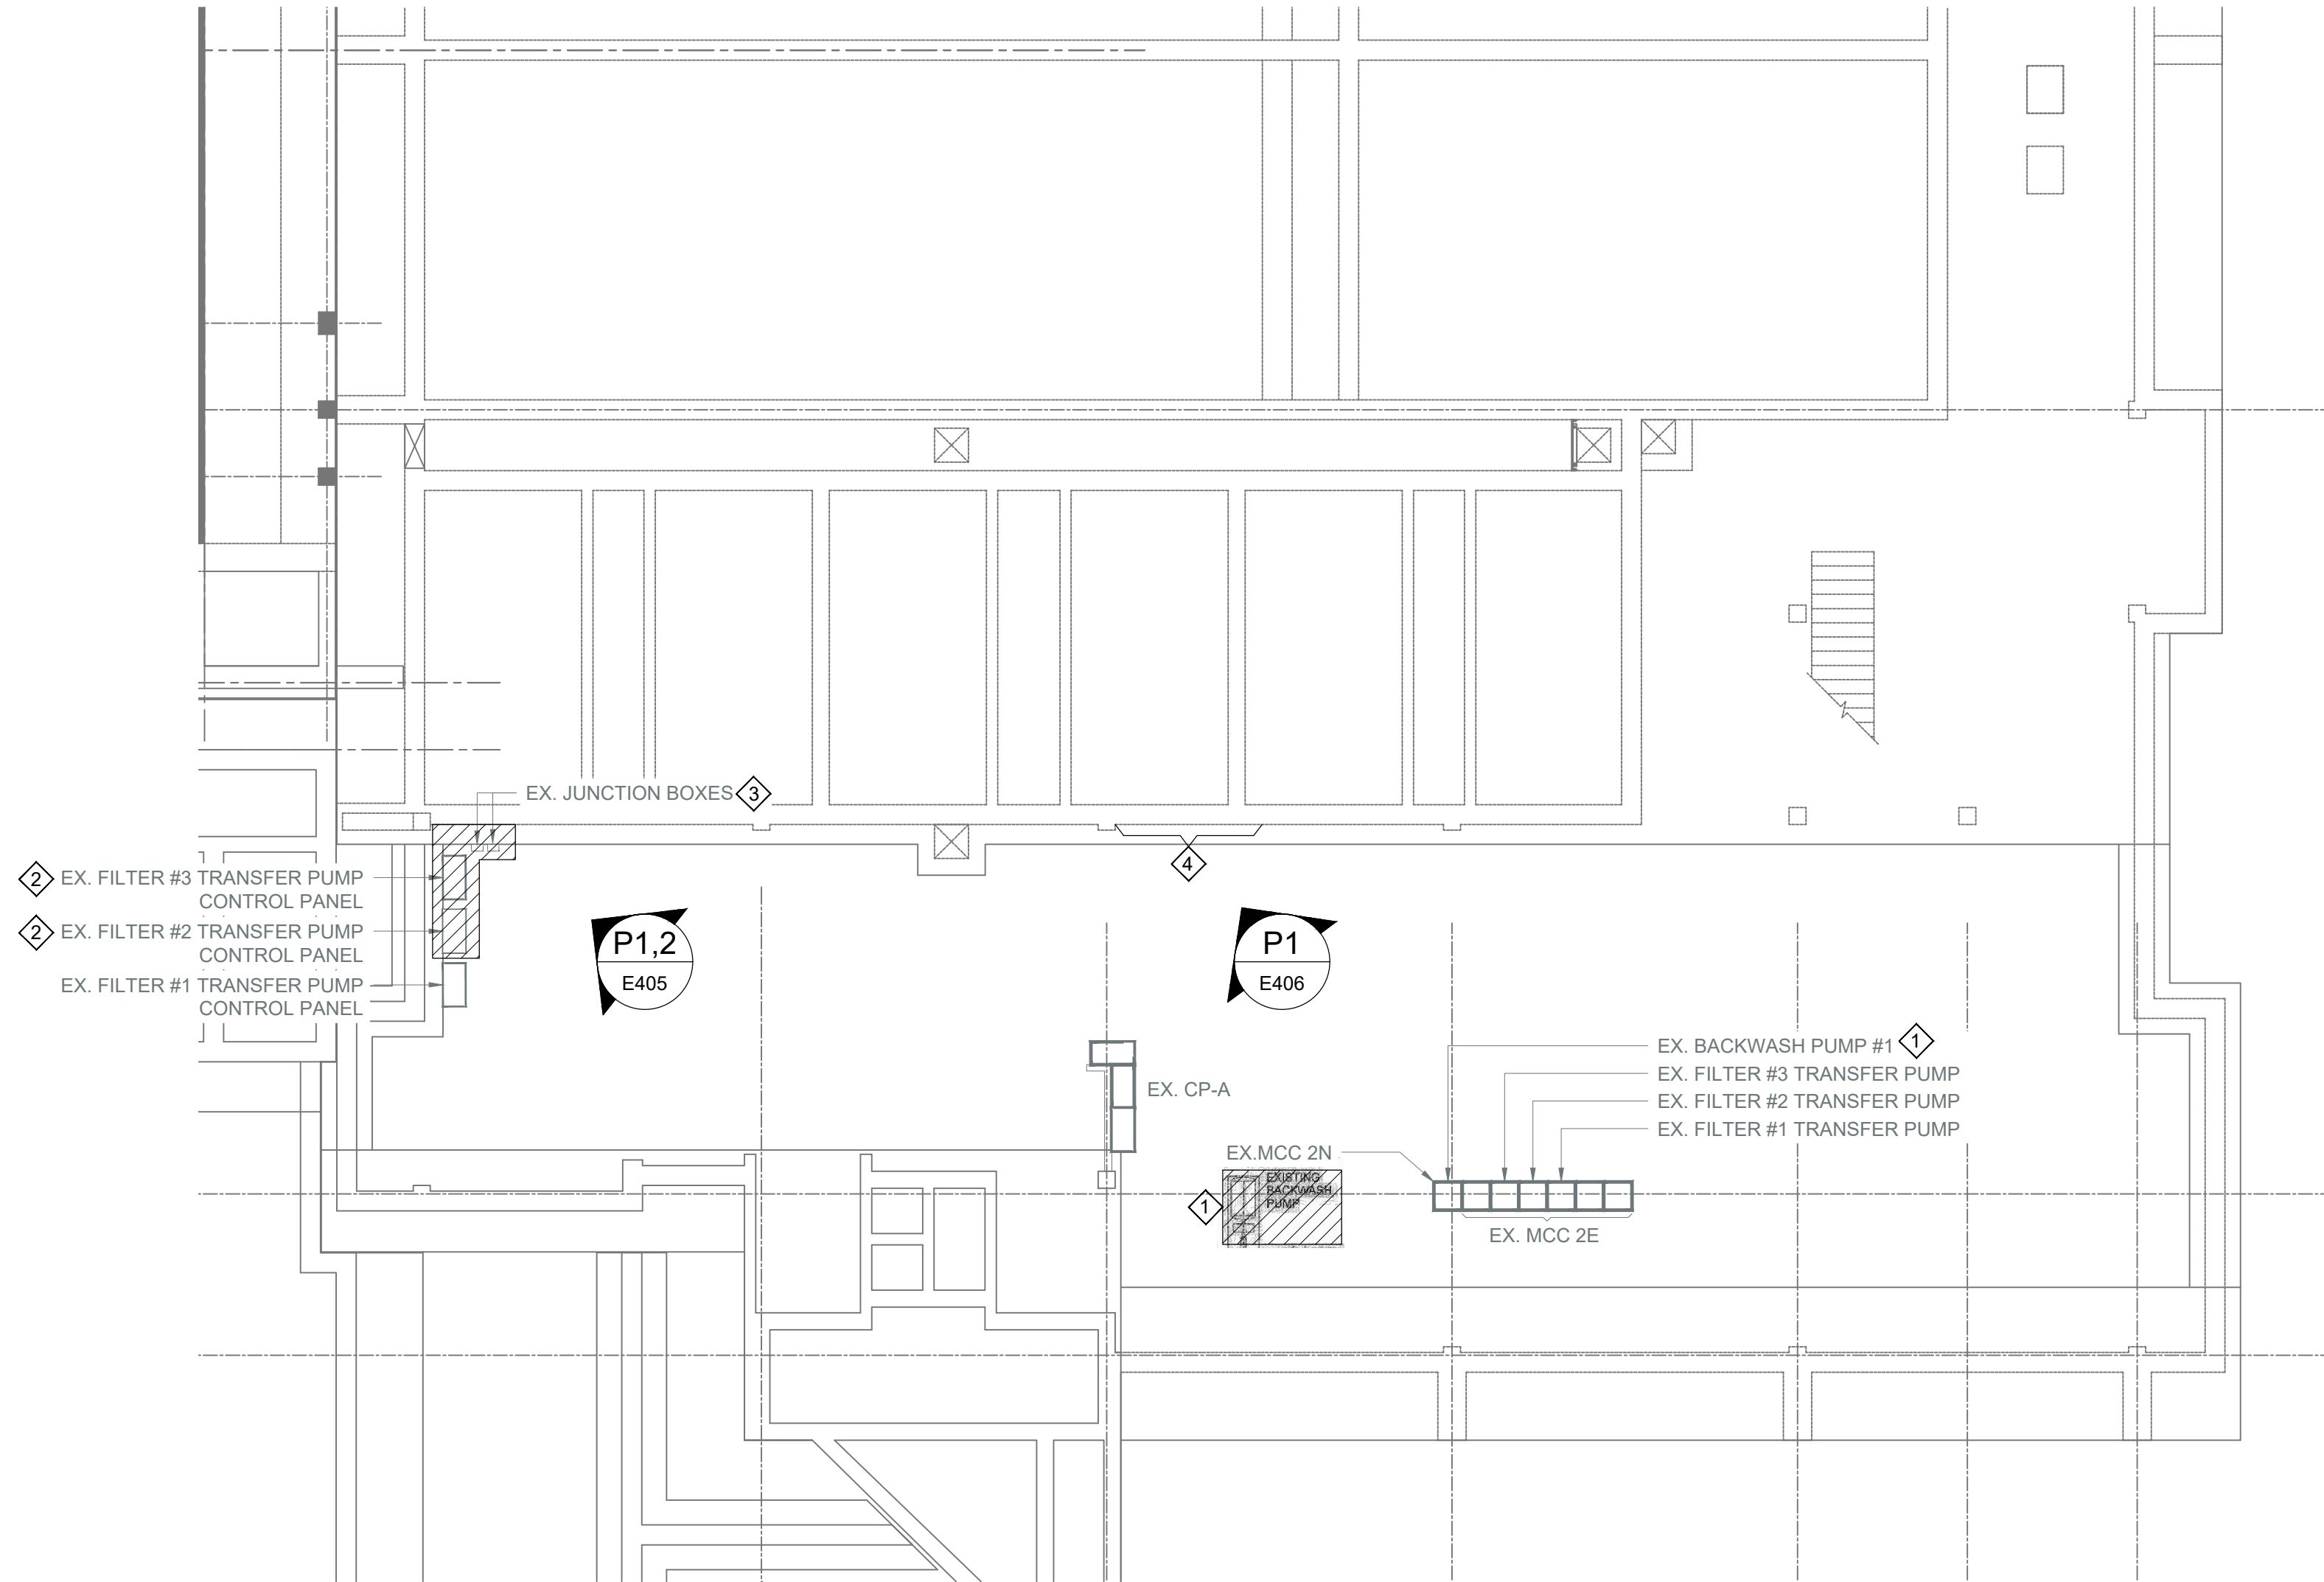 EX. JUNCTION BOXES 3
4
2 EX. FILTER #3 TRANSFER PUMP
CONTROL PANEL
2 EX. FILTER #2 TRANSFER PUMP
CONTROL PANEL
EX. FILTER #1 TRANSFER PUMP
CONTROL PANEL
P1,2
E405
P1
E406
EX. CP-A
EX. BACKWASH PUMP #1 1
EX. FILTER #3 TRANSFER PUMP
EX. FILTER #2 TRANSFER PUMP
EX. FILTER #1 TRANSFER PUMP
EX.MCC 2N
1
EXISTING
BACKWASH
PUMP
EX. MCC 2E